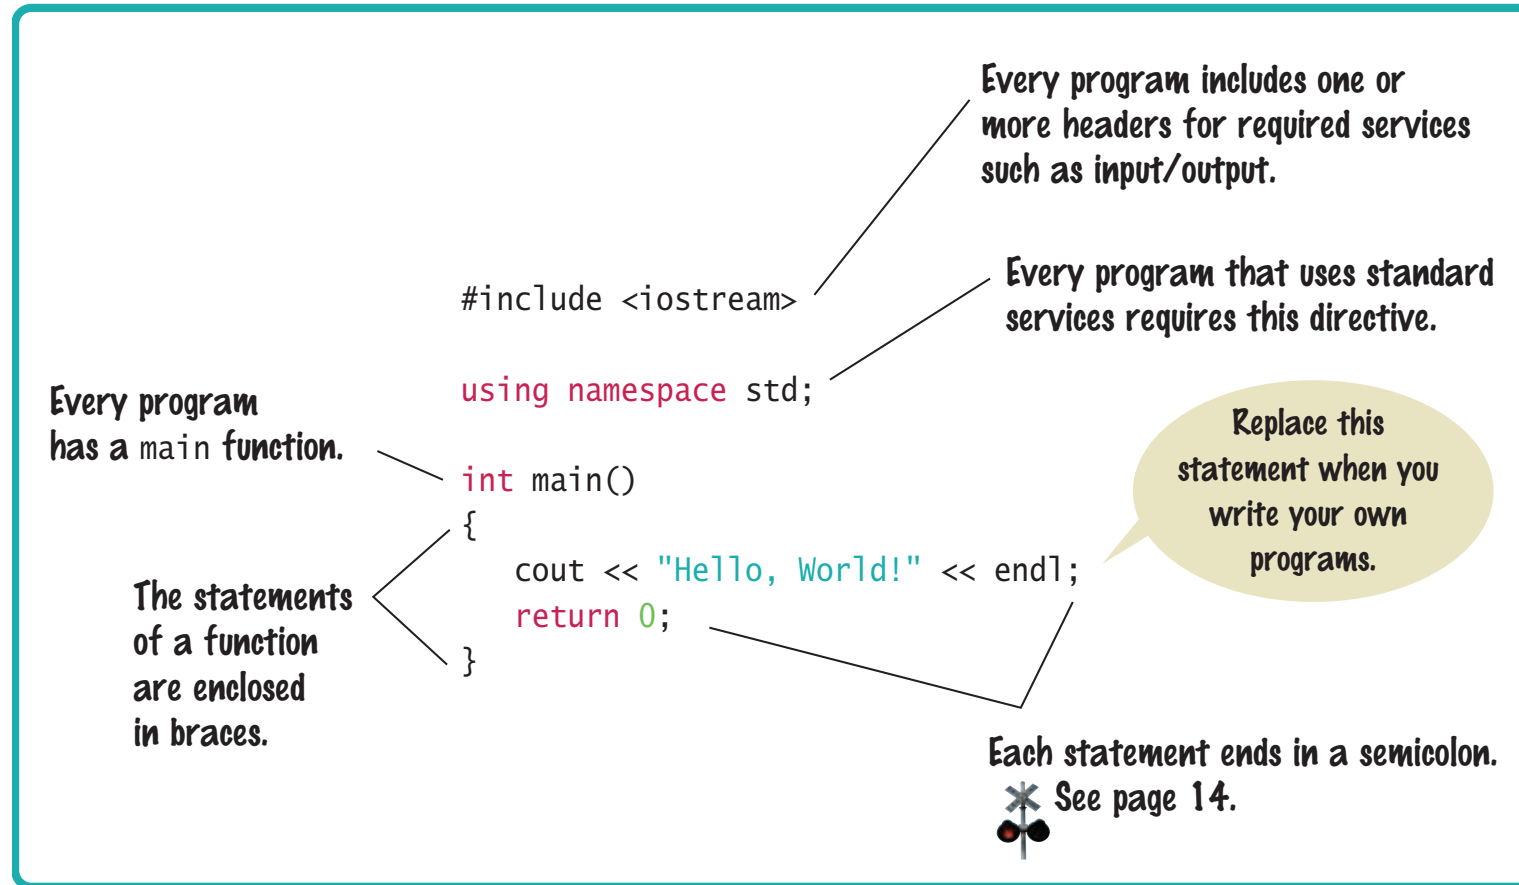 Every program includes one or
more headers for required services
such as input/output.
#include <iostream>
Every program that uses standard
services requires this directive.
using namespace std;
Every program
has a main function.
int main()
{
Replace this
statement when you
write your own
programs.
cout << "Hello, World!" << endl;
return 0;
}
The statements
of a function
are enclosed
in braces.
Each statement ends in a semicolon.
See page 14.